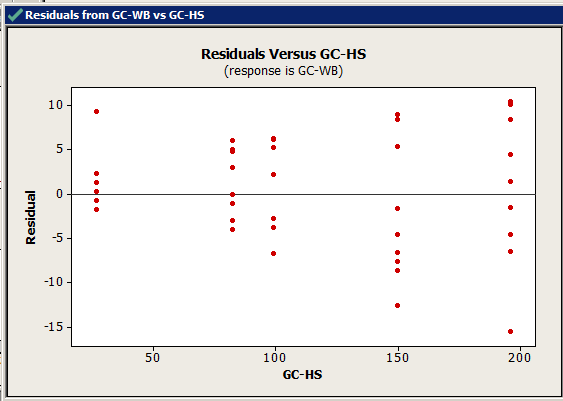 Residuals from GC-WB vs GC-HS
Residuals Versus GC-HS
(response is GC-WB)
10
5
0
-5
-10
-15
Residual
50 100 150 200
GC-HS